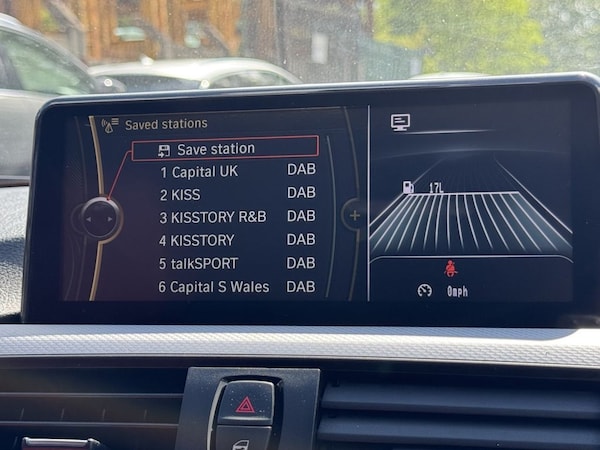 Saved stations
Save station
1 Capital UK DAB
2 KISS DAB
3 KISSTORY R&B DAB
4 KISSTORY DAB
5 talkSPORT DAB
6 Capital S Wales DAB
17L
0mph